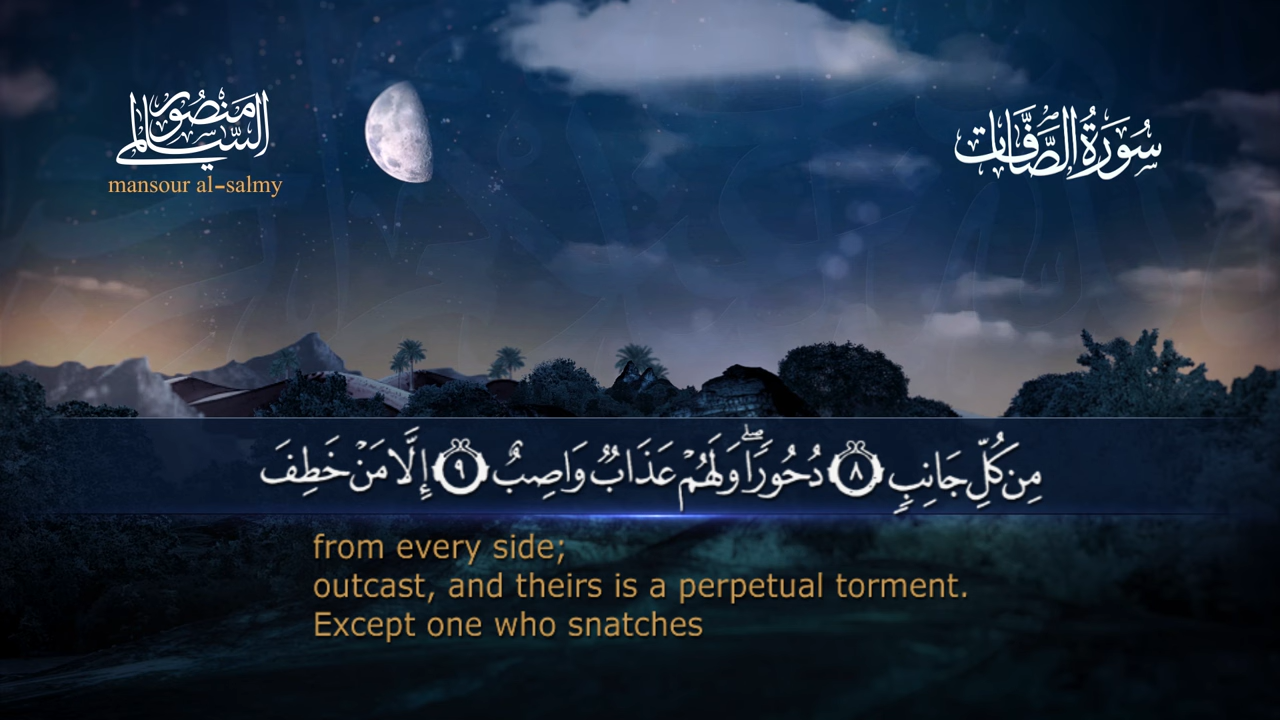 منصور السالمي
mansour al-salmy
سُورَةُ الصَّافَّات
مِن كُلِّ جَانِبٍ ٨ دُحُورًا ۖ وَلَهُمْ عَذَابٌ وَاصِبٌ ٩ إِلَّا مَنْ خَطِفَ
from every side;
outcast, and theirs is a perpetual torment.
Except one who snatches